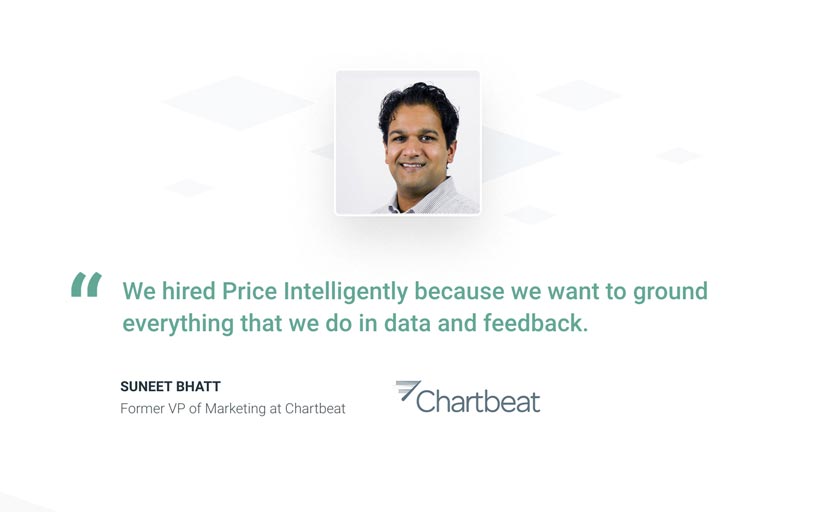 “
We hired Price Intelligently because we want to ground
everything that we do in data and feedback.
SUNEET BHATT
Former VP of Marketing at Chartbeat
Chartbeat